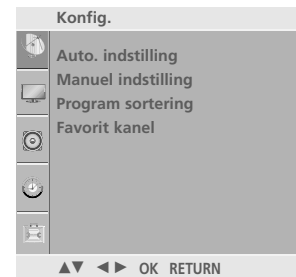 Konfig.
Auto. indstilling
Manuel indstilling
Program sortering
Favorit kanel
▲▼ ◄► OK RETURN